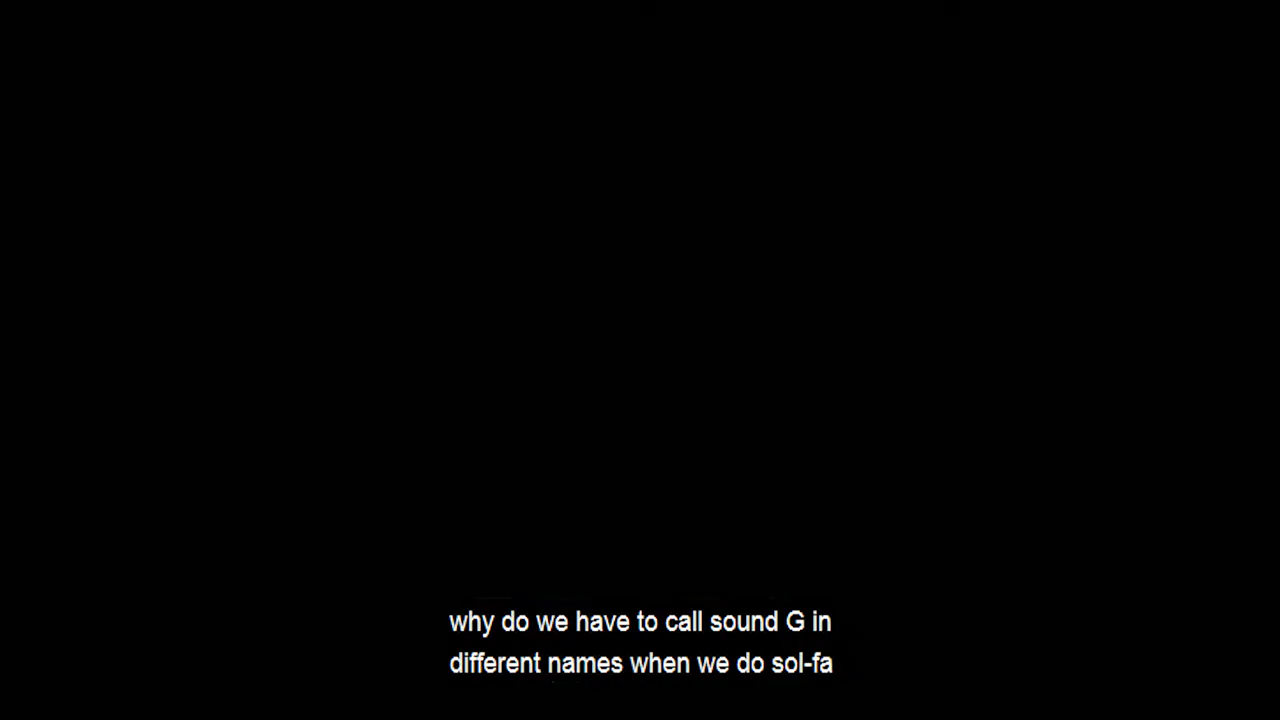 why do we have to call sound G in
different names when we do sol-fa